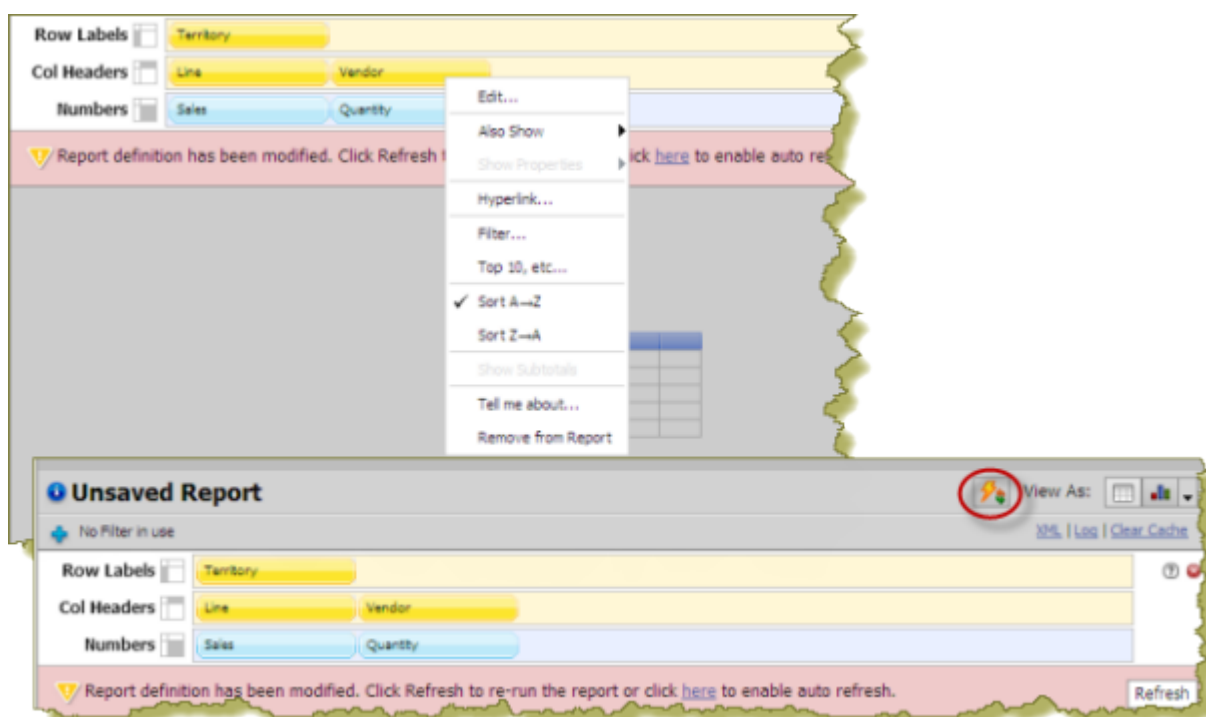 Row Labels Territory
Col Headers Line Vendor
Numbers Sales Quantity
Edit...
Also Show
Report definition has been modified. Click Refresh ick here to enable auto re
Show Properties
Hyperlink...
Filter...
Top 10, etc...
✓ Sort A→Z
Sort Z→A
Show Subtotals
Tell me about...
Remove from Report
Unsaved Report View As:
No Filter in use XML | Log | Clear Cache
Row Labels Territory
Col Headers Line Vendor
Numbers Sales Quantity
Report definition has been modified. Click Refresh to re-run the report or click here to enable auto refresh. Refresh